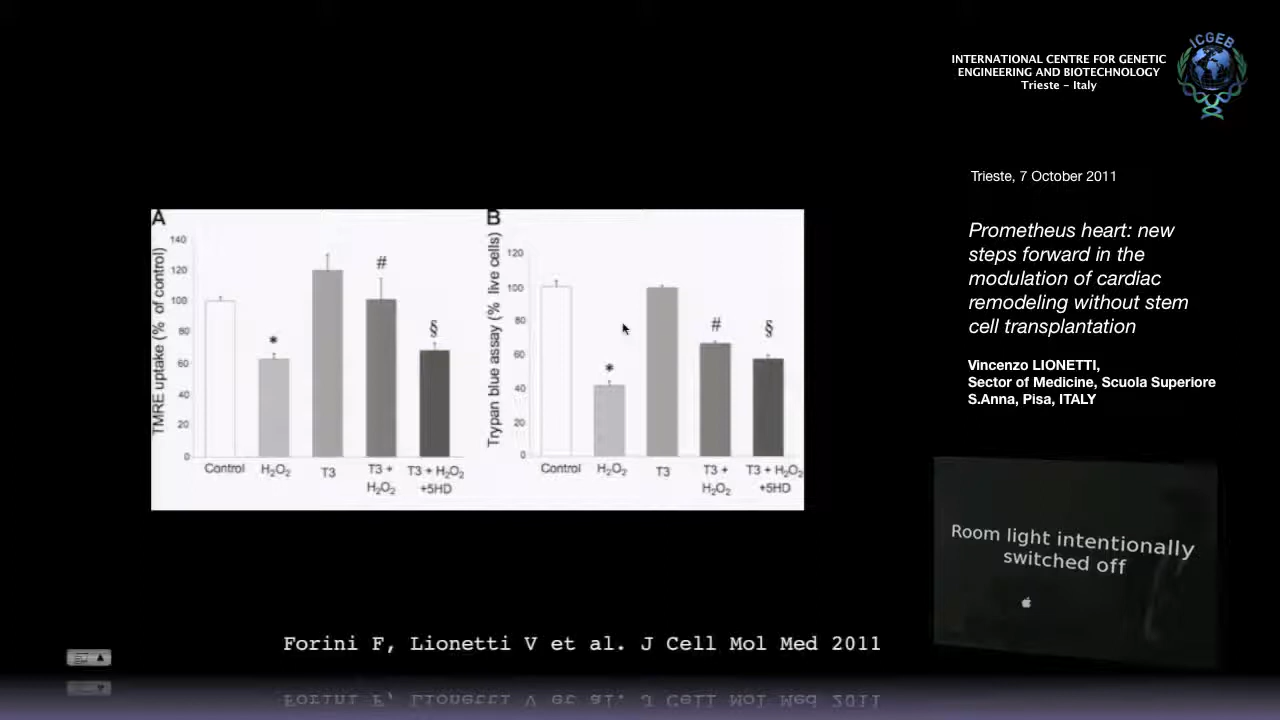 INTERNATIONAL CENTRE FOR GENETIC
ENGINEERING AND BIOTECHNOLOGY
Trieste - Italy
ICGEB
Trieste, 7 October 2011
Prometheus heart: new
steps forward in the
modulation of cardiac
remodeling without stem
cell transplantation
Vincenzo LIONETTI,
Sector of Medicine, Scuola Superiore
S.Anna, Pisa, ITALY
A
TMRE uptake (% of control)
140
120
100
80
60
40
20
0
*
#
§
Control
H₂O₂
T3
T3 +
H₂O₂
T3 + H₂O₂
+5HD
B
Trypan blue assay (% live cells)
120
100
80
60
40
20
0
*
#
§
Control
H₂O₂
T3
T3 +
H₂O₂
T3 + H₂O₂
+5HD
Room light intentionally
switched off
Forini F, Lionetti V et al. J Cell Mol Med 2011